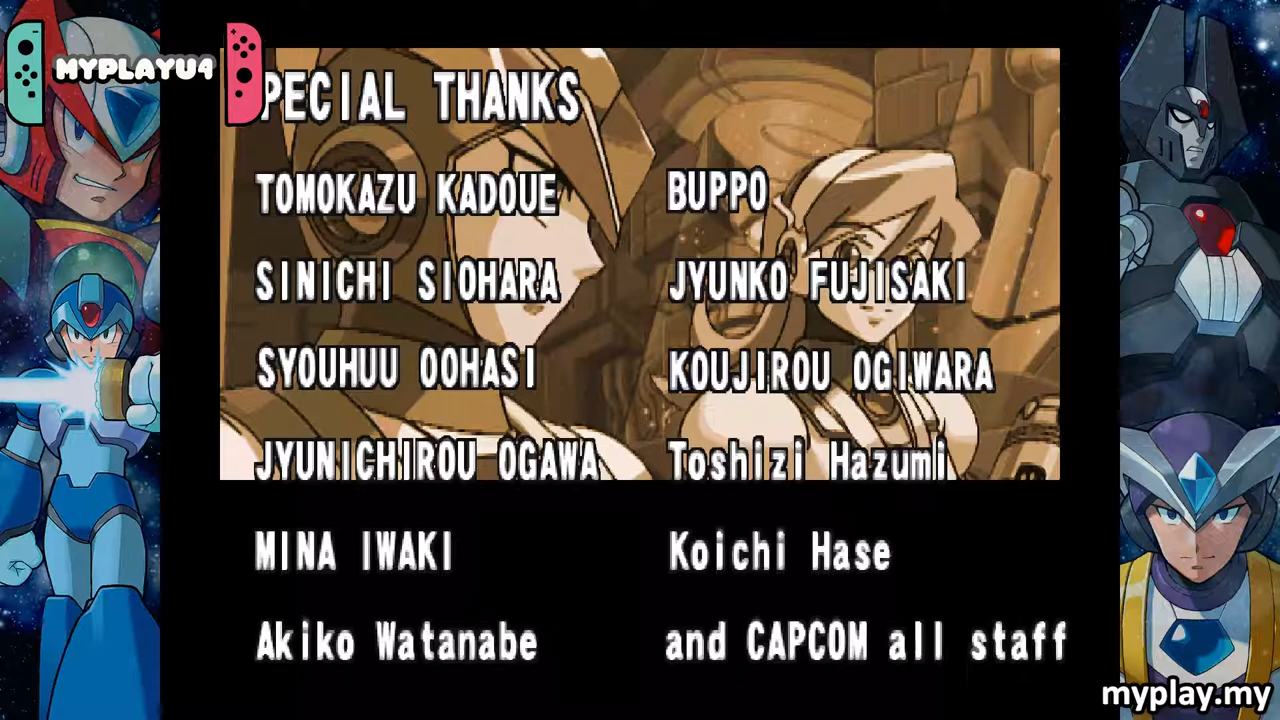 MYPLAYU4
PECIAL THANKS
TOMOKAZU KADOUE
BUPPO
SINICHI SIOHARA
JYUNKO FUJISAKI
SYOUHUU OOHASI
KOUJIROU OGIWARA
JYUNICHIROU OGAWA
Toshizi Hazumi
MINA IWAKI
Koichi Hase
Akiko Watanabe
and CAPCOM all staff
myplay.my